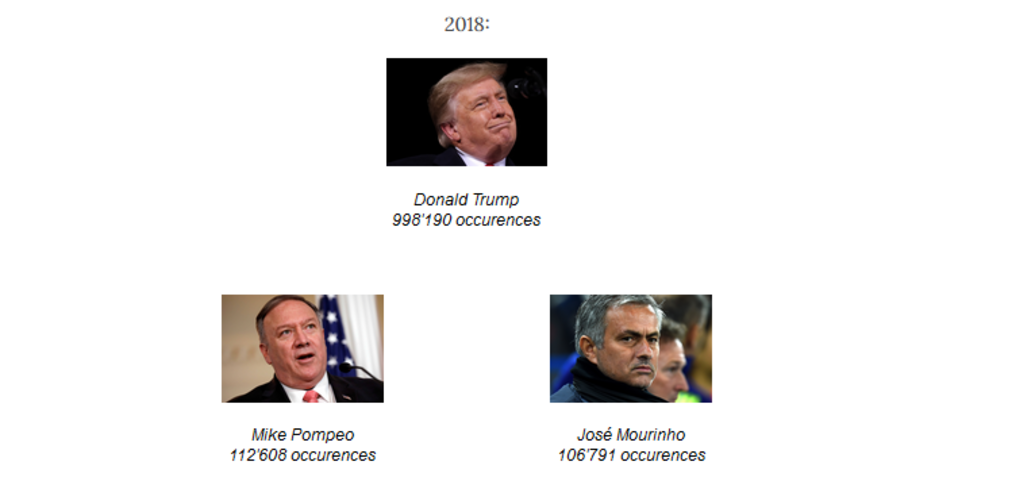 2018:
Donald Trump
998'190 occurences
Mike Pompeo
112'608 occurences
José Mourinho
106'791 occurences